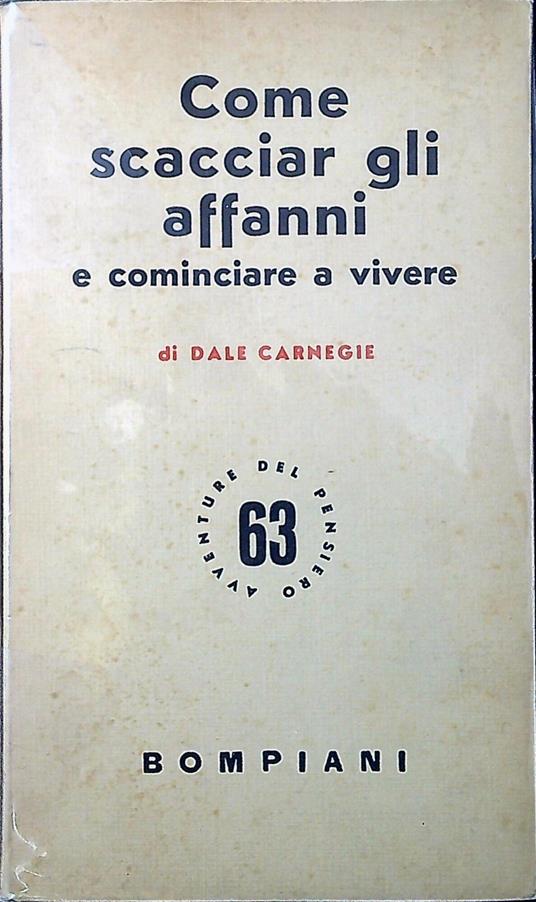 Come
scacciar gli
affanni
e cominciare a vivere
di DALE CARNEGIE
AVVENTURE DEL PENSIERO
63
BOMPIANI